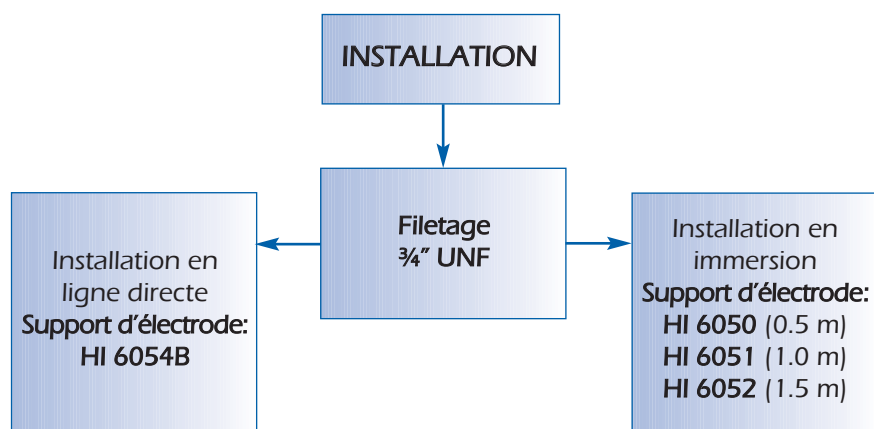 INSTALLATION
Filetage
¾” UNF
Installation en
ligne directe
Support d’électrode:
HI 6054B
Installation en
immersion
Support d’électrode:
HI 6050 (0.5 m)
HI 6051 (1.0 m)
HI 6052 (1.5 m)